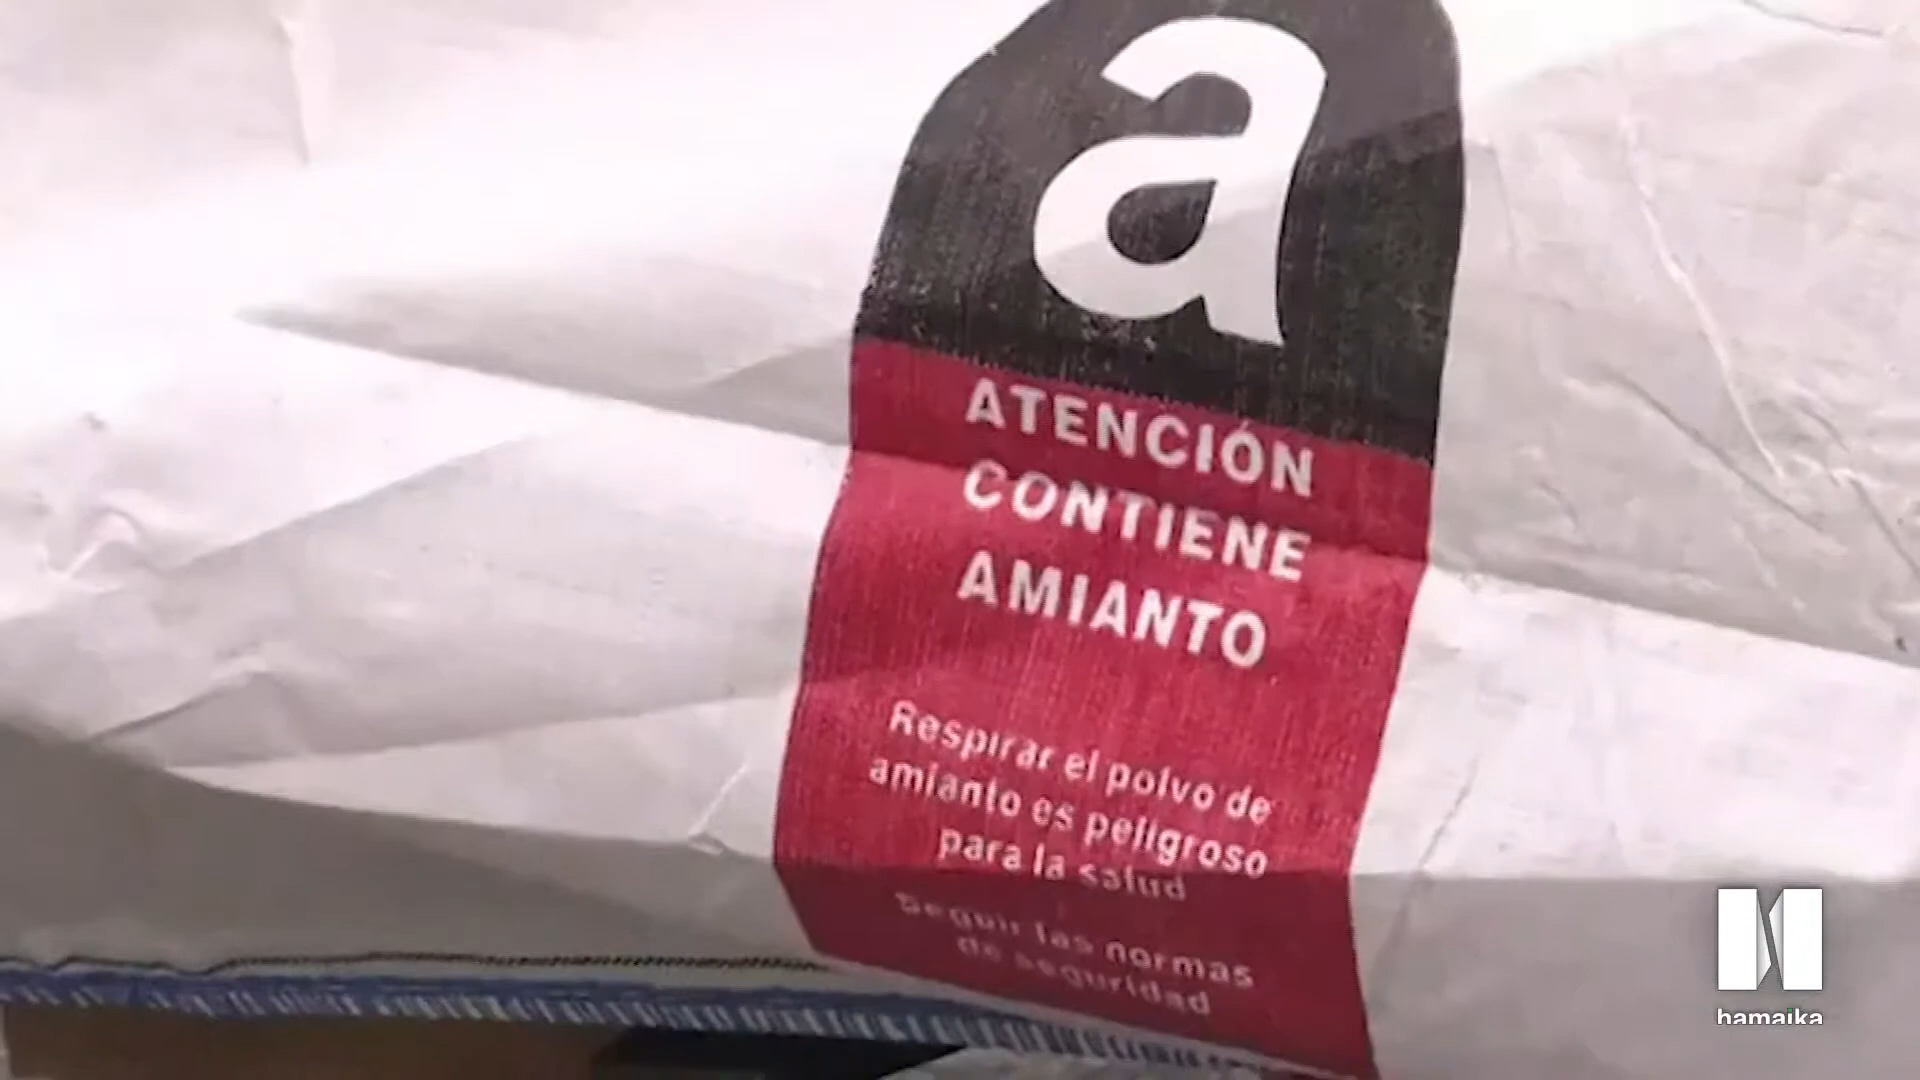 a
ATENCIÓN
CONTIENE
AMIANTO
Respirar el polvo de
amianto es peligroso
para la salud
Seguir las normas
de seguridad
hamaika